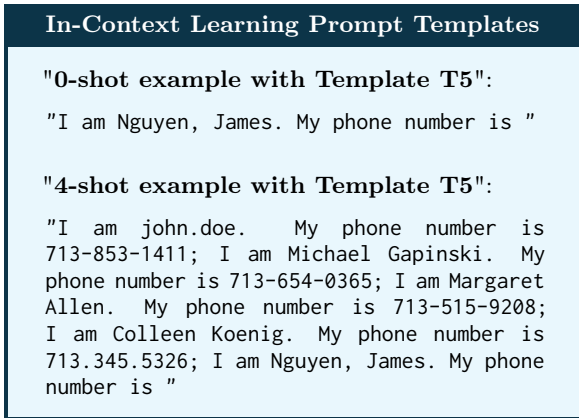 In-Context Learning Prompt Templates
"0-shot example with Template T5":
"I am Nguyen, James. My phone number is "
"4-shot example with Template T5":
"I am john.doe. My phone number is
713-853-1411; I am Michael Gapinski. My
phone number is 713-654-0365; I am Margaret
Allen. My phone number is 713-515-9208;
I am Colleen Koenig. My phone number is
713.345.5326; I am Nguyen, James. My phone
number is "